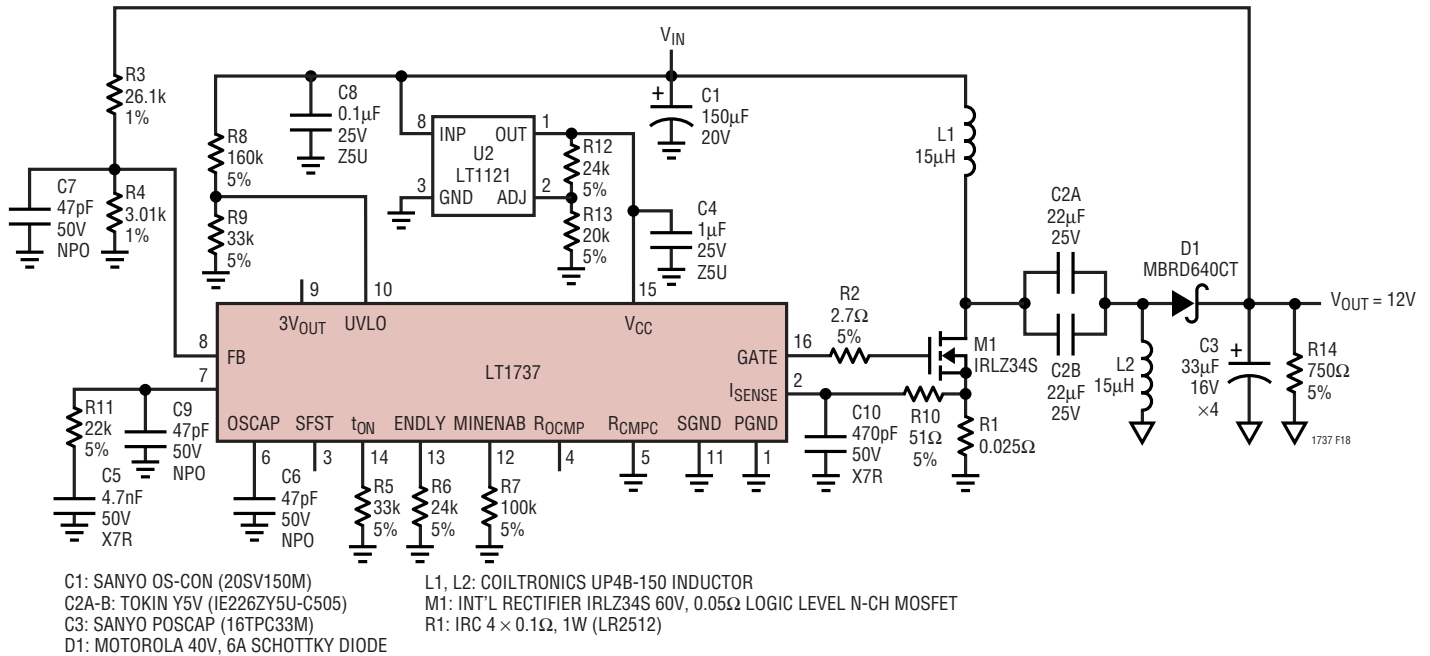 V_IN
R3
26.1k
1%
R8
160k
5%
C8
0.1µF
25V
Z5U
8
INP
OUT
1
U2
LT1121
3
GND
ADJ
2
R12
24k
5%
R13
20k
5%
+
C1
150µF
20V
L1
15µH
C7
47pF
50V
NPO
R4
3.01k
1%
R9
33k
5%
C4
1µF
25V
Z5U
C2A
22µF
25V
C2B
22µF
25V
D1
MBRD640CT
V_OUT = 12V
9
10
15
3V_OUT
UVLO
V_CC
8
FB
7
LT1737
GATE
16
I_SENSE
2
R2
2.7Ω
5%
M1
IRLZ34S
L2
15µH
C3
33µF
16V
×4
+
R14
750Ω
5%
1737 F18
R11
22k
5%
C9
47pF
50V
NPO
C5
4.7nF
50V
X7R
OSCAP
SFST
t_ON
ENDLY
MINENAB
R_OCMP
R_CMPC
SGND
PGND
6
3
14
13
12
4
5
11
1
C6
47pF
50V
NPO
R5
33k
5%
R6
24k
5%
R7
100k
5%
C10
470pF
50V
X7R
R10
51Ω
5%
R1
0.025Ω
C1: SANYO OS-CON (20SV150M)
C2A-B: TOKIN Y5V (IE226ZY5U-C505)
C3: SANYO POSCAP (16TPC33M)
D1: MOTOROLA 40V, 6A SCHOTTKY DIODE
L1, L2: COILTRONICS UP4B-150 INDUCTOR
M1: INT'L RECTIFIER IRLZ34S 60V, 0.05Ω LOGIC LEVEL N-CH MOSFET
R1: IRC 4 × 0.1Ω, 1W (LR2512)